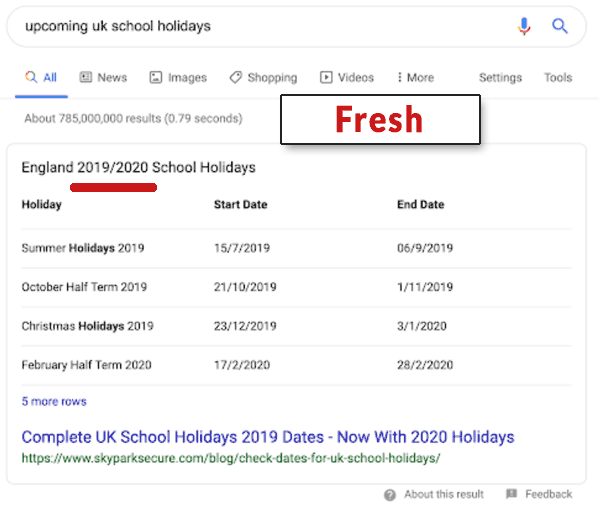 upcoming uk school holidays
All News Images Shopping Videos More Settings Tools
About 785,000,000 results (0.79 seconds)
Fresh
England 2019/2020 School Holidays
Holiday Start Date End Date
Summer Holidays 2019 15/7/2019 06/9/2019
October Half Term 2019 21/10/2019 1/11/2019
Christmas Holidays 2019 23/12/2019 3/1/2020
February Half Term 2020 17/2/2020 28/2/2020
5 more rows
Complete UK School Holidays 2019 Dates - Now With 2020 Holidays
https://www.skyparksecure.com/blog/check-dates-for-uk-school-holidays/
About this result Feedback